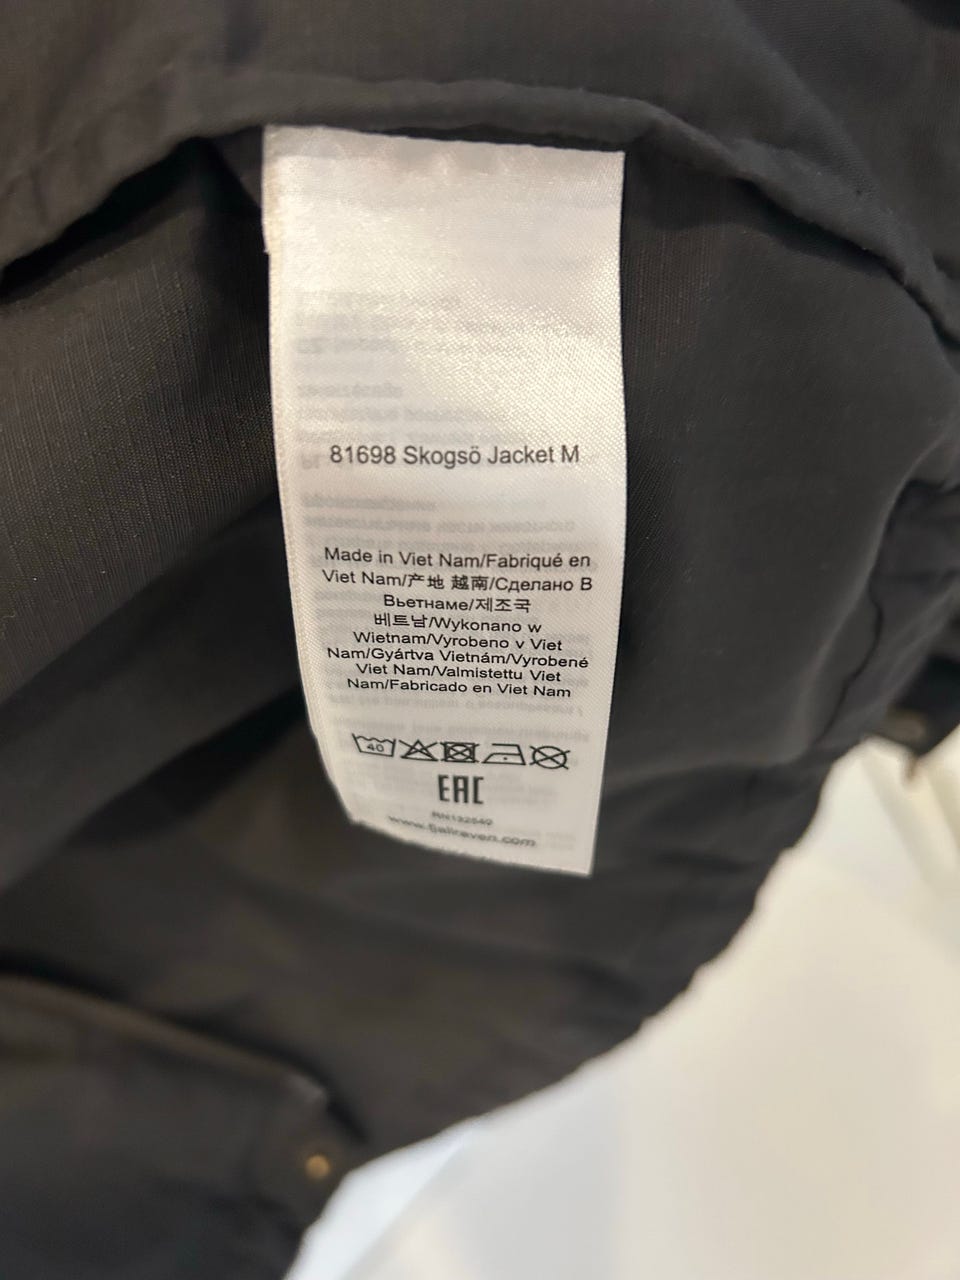 81698 Skogsö Jacket M
Made in Viet Nam/Fabriqué en
Viet Nam/产地 越南/Сделано В
Вьетнаме/제조국
베트남/Wykonano w
Wietnam/Vyrobeno v Viet
Nam/Gyártva Vietnám/Vyrobené
Viet Nam/Valmistettu Viet
Nam/Fabricado en Viet Nam
40
EAC
RN132540
www.fjallraven.com